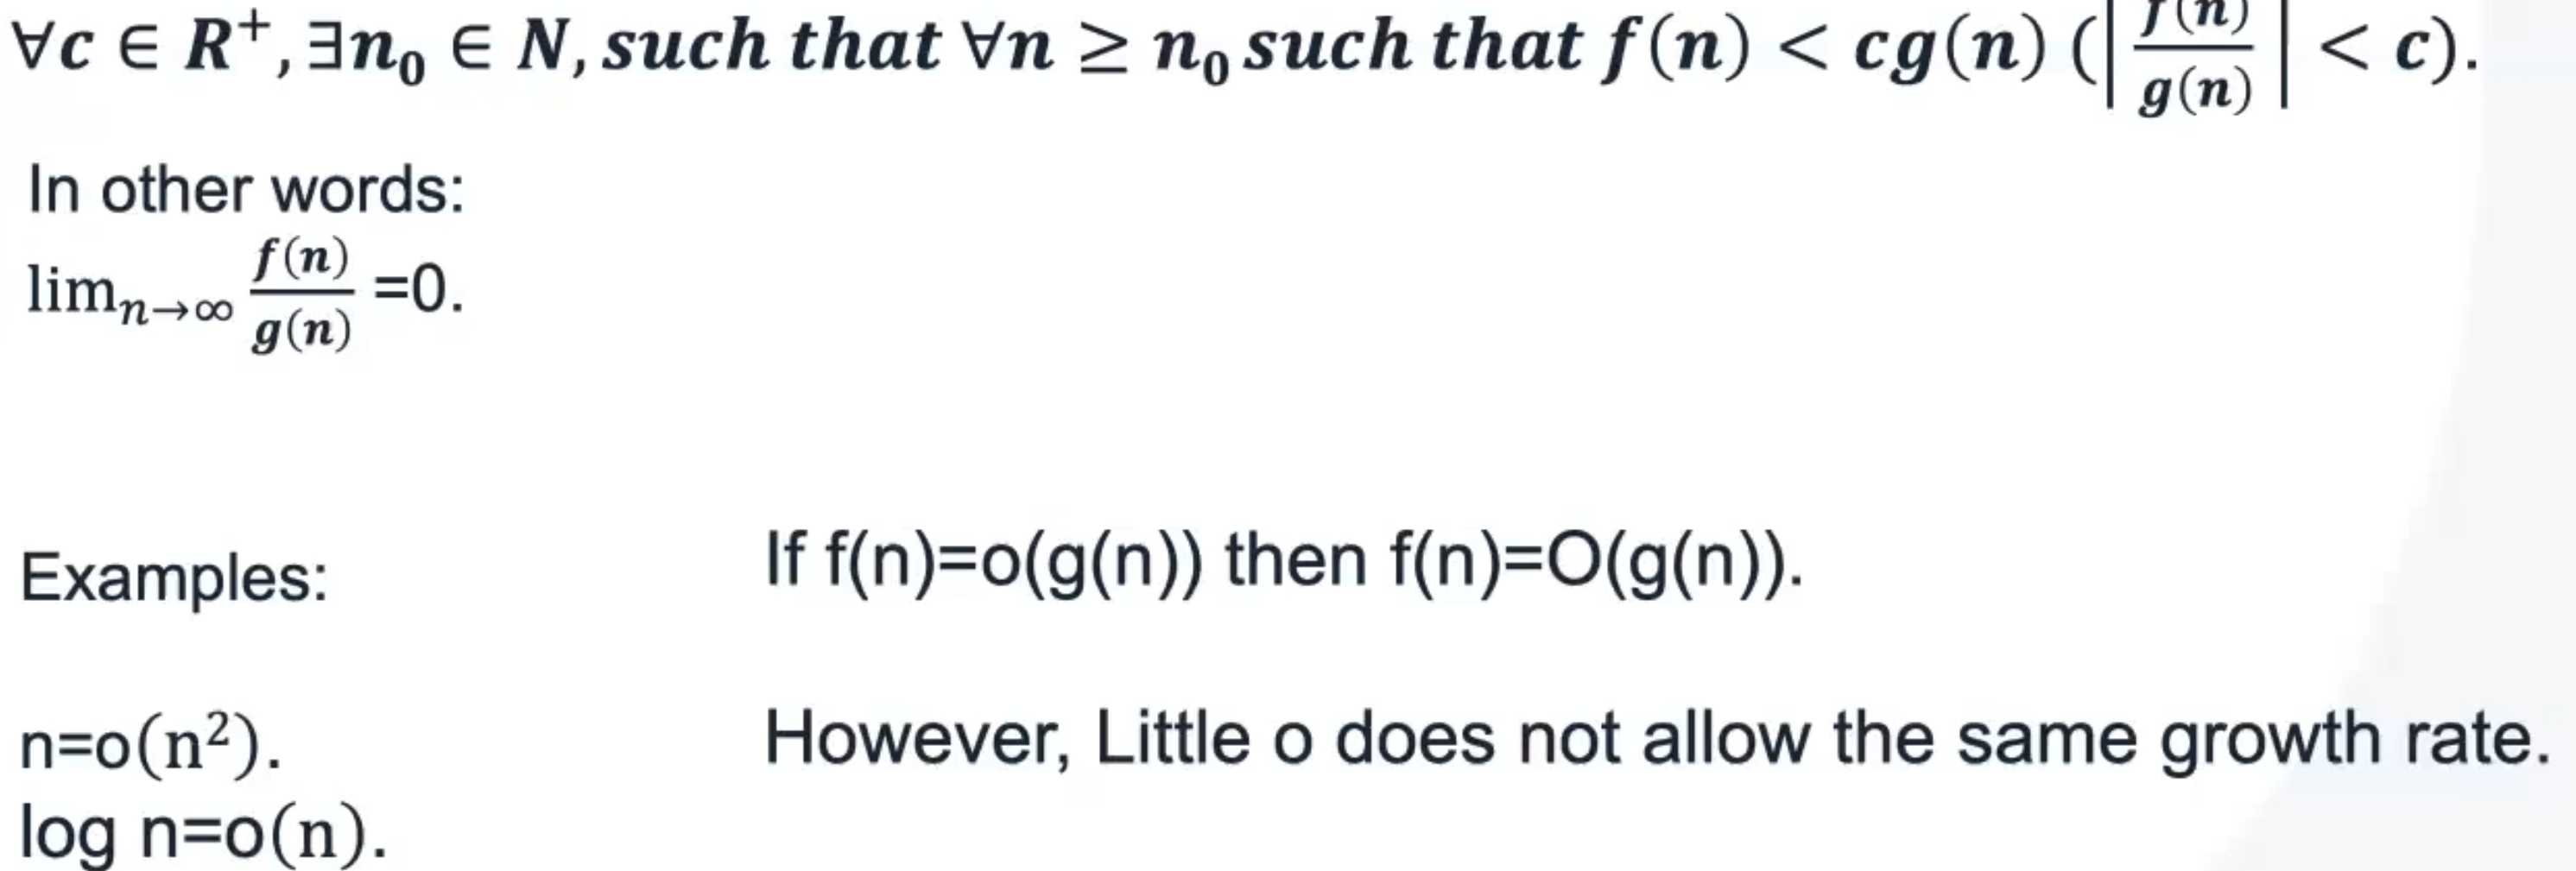 ∀c ∈ R⁺, ∃n₀ ∈ N, such that ∀n ≥ n₀ such that f(n) < cg(n) (|f(n)/g(n)| < c).
In other words:
lim_{n→∞} f(n)/g(n) =0.
Examples:
If f(n)=o(g(n)) then f(n)=O(g(n)).
n=o(n²).
However, Little o does not allow the same growth rate.
log n=o(n).